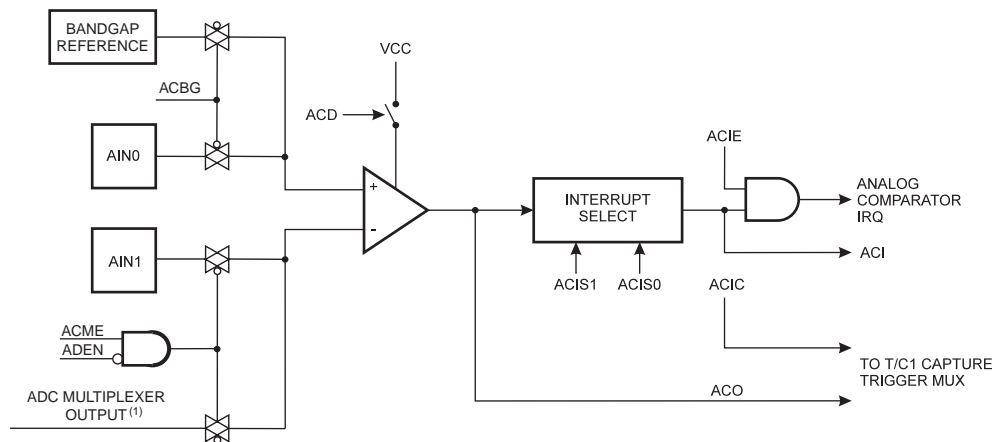 BANDGAP
REFERENCE
VCC
ACBG
ACD
AIN0
ACIE
+
INTERRUPT
SELECT
ANALOG
COMPARATOR
IRQ
-
AIN1
ACI
ACIS1 ACIS0
ACIC
ACME
ADEN
TO T/C1 CAPTURE
TRIGGER MUX
ADC MULTIPLEXER
OUTPUT (1)
ACO